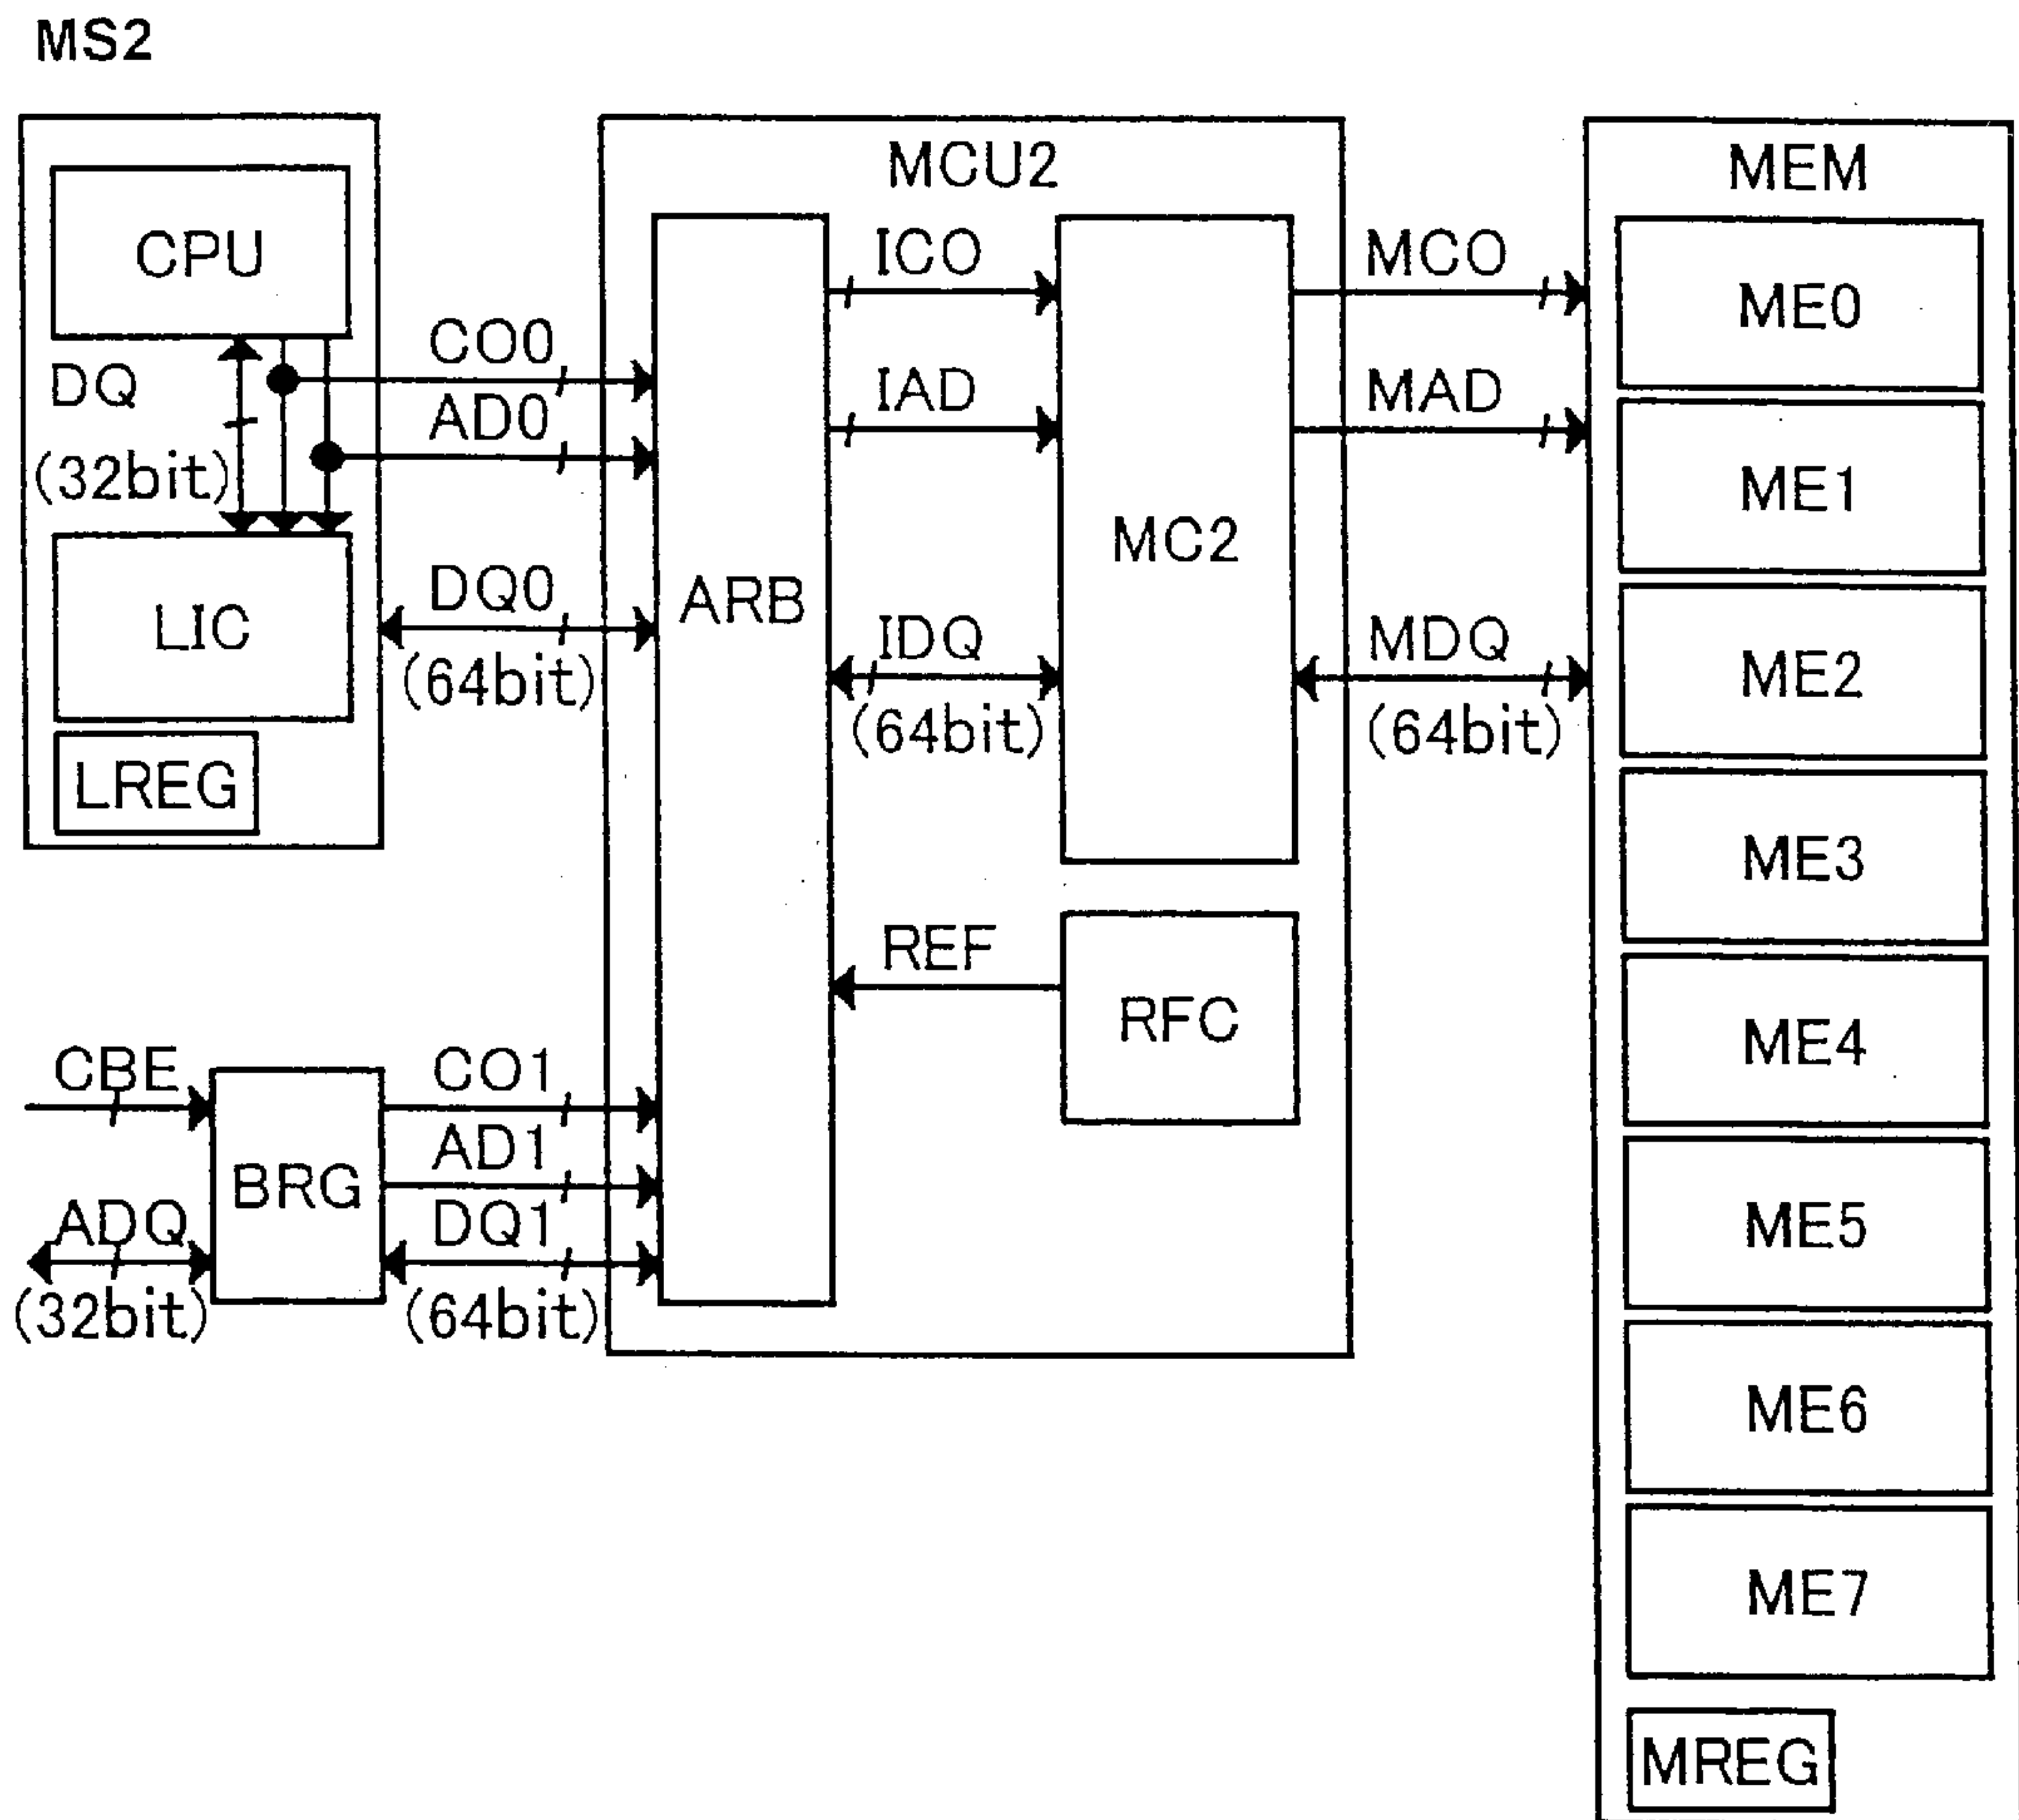 MS2
CPU
DQ
(32bit)
LIC
LREG
CO0
AD0
DQ0
(64bit)
CBE
ADQ
(32bit)
BRG
CO1
AD1
DQ1
(64bit)
MCU2
ARB
ICO
IAD
IDQ
(64bit)
MC2
REF
RFC
MCO
MAD
MDQ
(64bit)
MEM
ME0
ME1
ME2
ME3
ME4
ME5
ME6
ME7
MREG